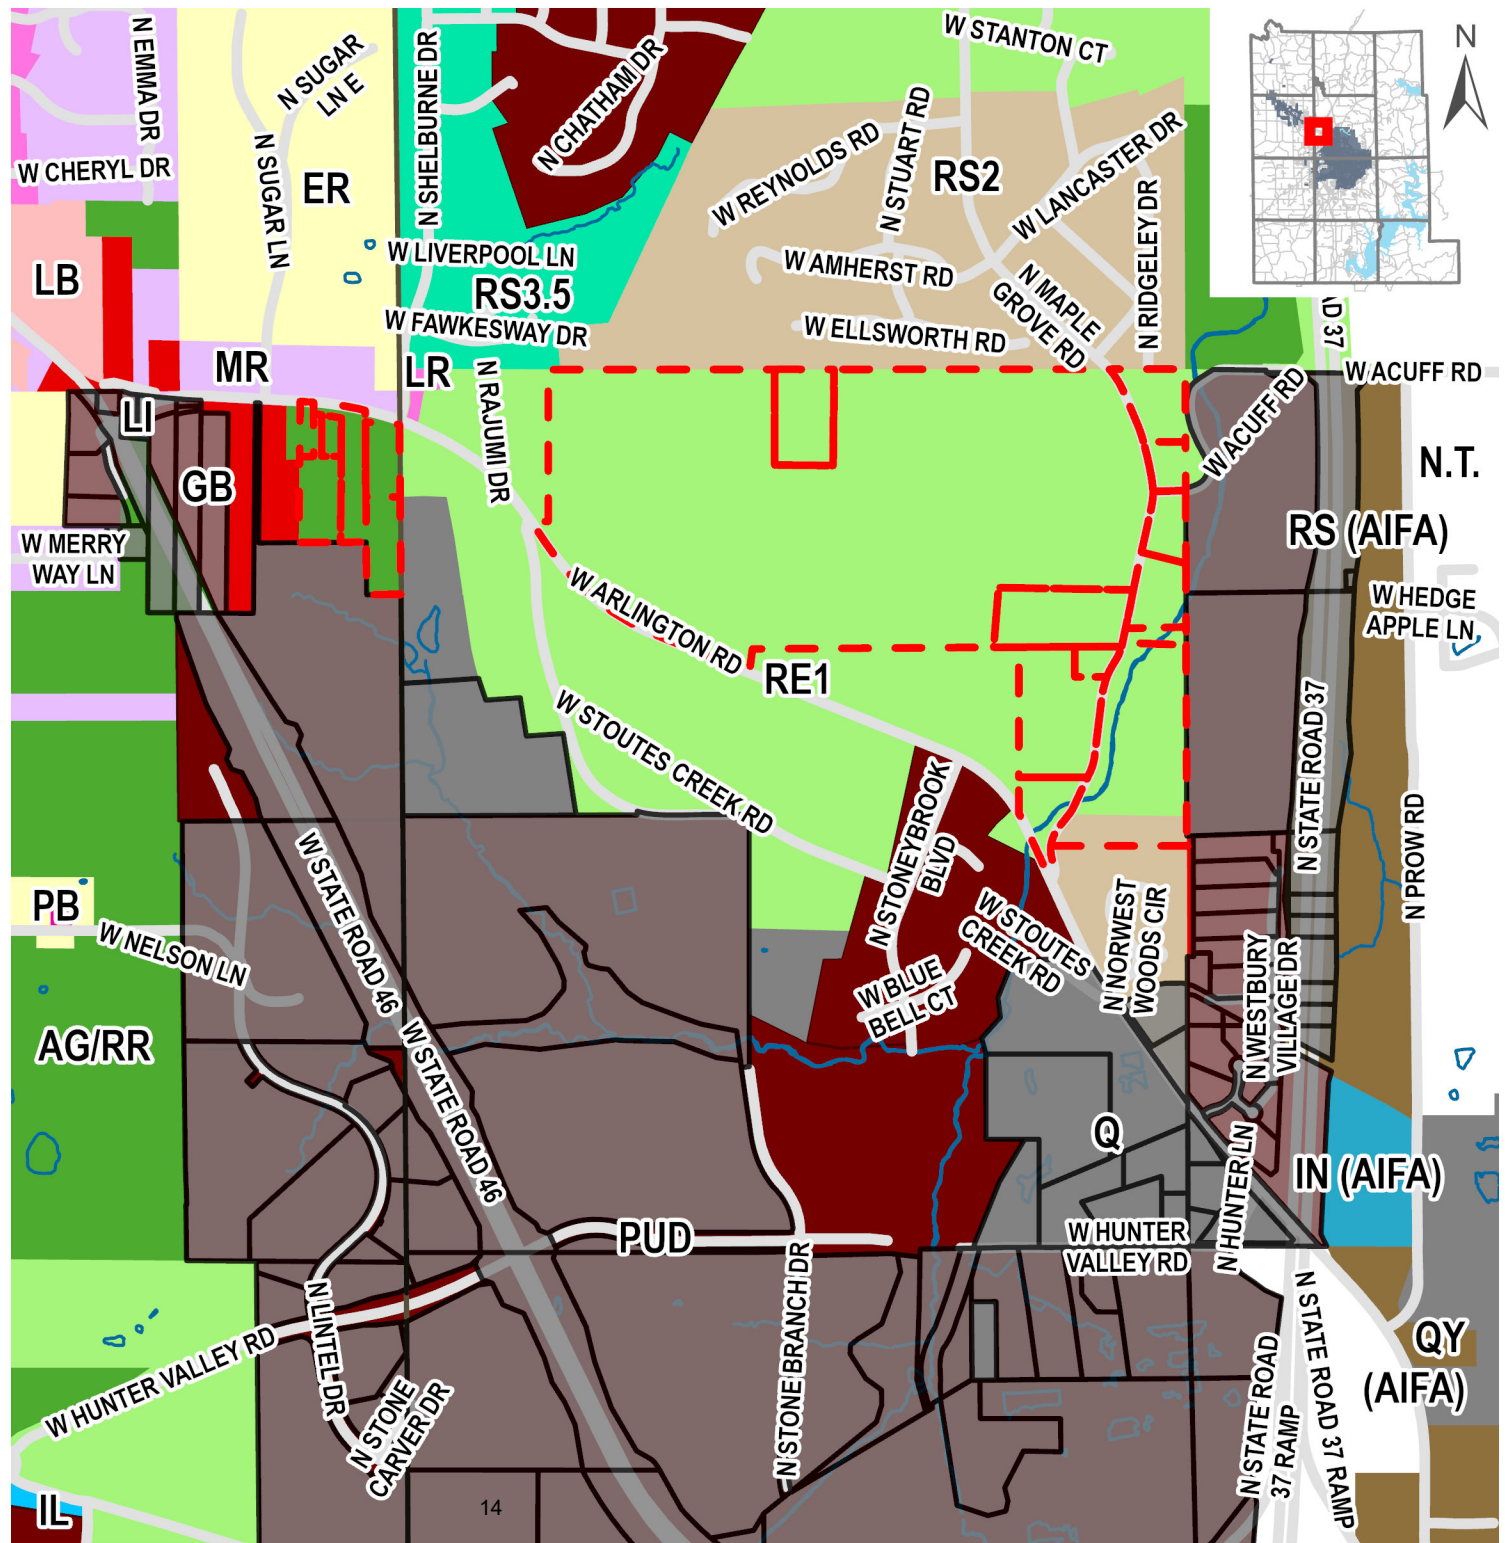 N EMMA DR
N SUGAR
LN E
N SHELBURNE DR
N CHATHAM DR
W STANTON CT
N
W CHERYL DR
N SUGAR LN
ER
W REYNOLDS RD
N STUART RD
RS2
W LANCASTER DR
N RIDGELEY DR
LB
W LIVERPOOL LN
RS3.5
W AMHERST RD
N MAPLE
GROVE RD
W FAWKESWAY DR
W ELLSWORTH RD
AD 37
MR
LR
N RAJUMI DR
W ACUFF RD
W ACUFF RD
LI
GB
N.T.
RS (AIFA)
W MERRY
WAY LN
W ARLINGTON RD
W HEDGE
APPLE LN
RE1
W STOUTES CREEK RD
N STATE ROAD 37
N STONEYBROOK
BLVD
N PROW RD
W STATE ROAD 46
PB
W NELSON LN
W STOUTES
CREEK RD
N NORWEST
WOODS CIR
N WESTBURY
VILLAGE DR
W BLUE
BELL CT
AG/RR
W STATE ROAD 46
Q
N HUNTER LN
IN (AIFA)
PUD
W HUNTER
VALLEY RD
N STONE BRANCH DR
N LINTEL DR
W HUNTER VALLEY RD
N STONE
CARVER DR
N STATE ROAD
37 RAMP
N STATE ROAD 37 RAMP
QY
(AIFA)
IL
14